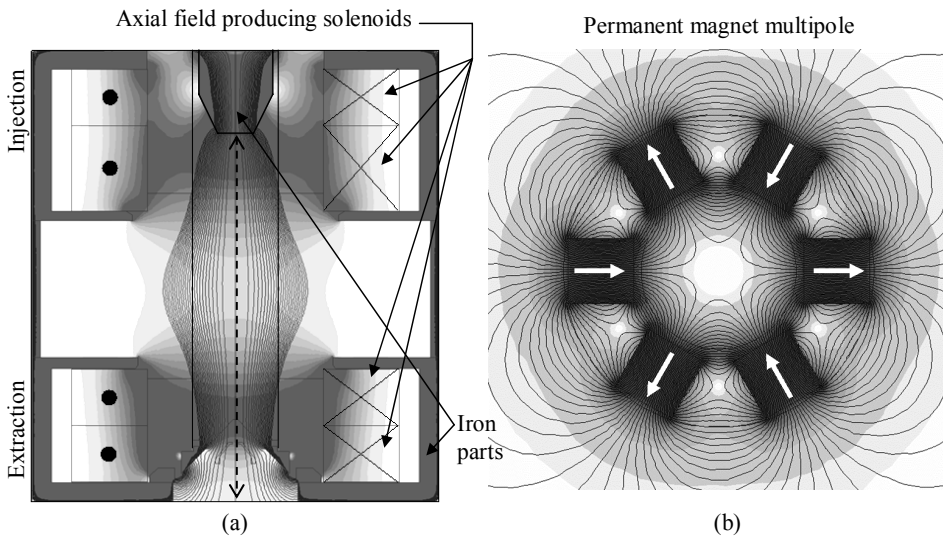 Axial field producing solenoids
Permanent magnet multipole
Injection
Extraction
Iron
parts
(a)
(b)